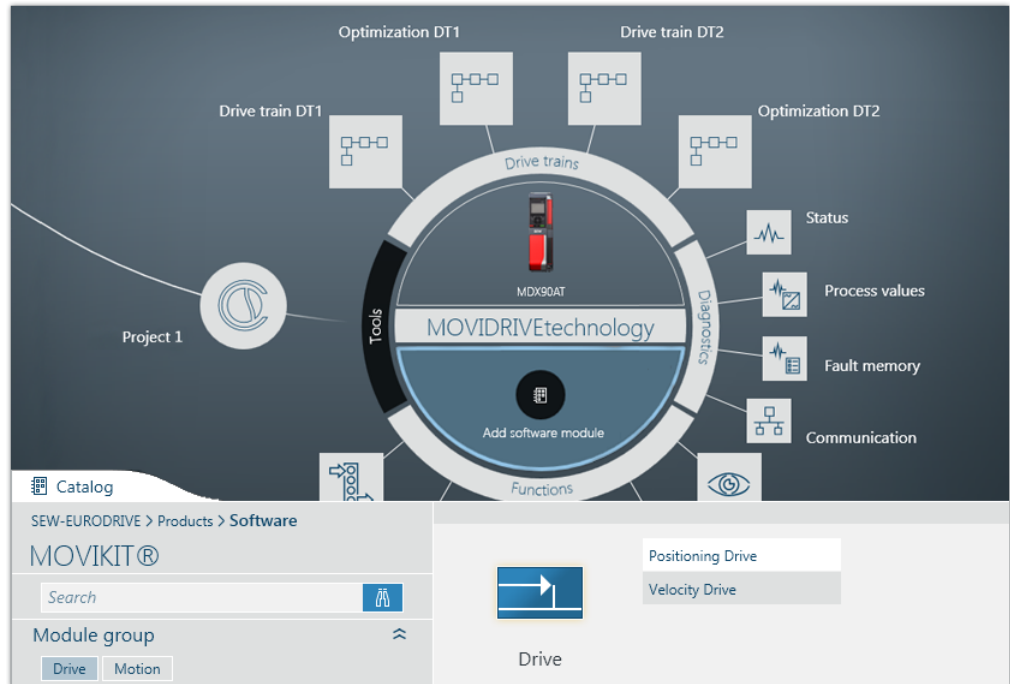 Optimization DT1
Drive train DT2
Drive train DT1
Optimization DT2
Drive trains
Status
MDX90AT
Process values
Tools
Diagnostics
MOVIDRIVEtechnology
Project 1
Fault memory
Add software module
Communication
Functions
Catalog
SEW-EURODRIVE > Products > Software
MOVIKIT®
Positioning Drive
Search
Velocity Drive
Module group
Drive
Drive Motion